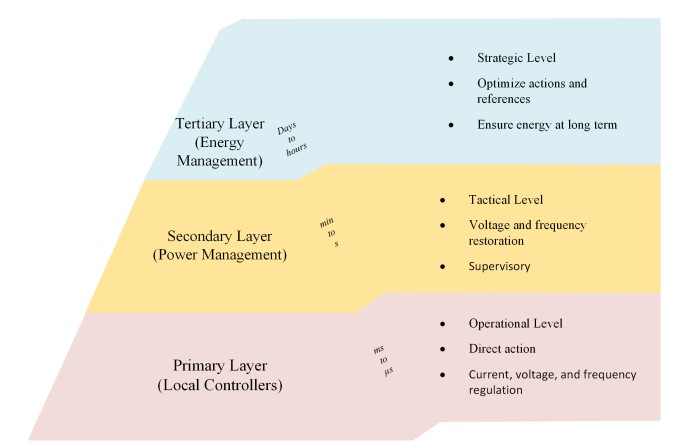 Tertiary Layer
(Energy
Management)
Days
to
hours
• Strategic Level
• Optimize actions and
references
• Ensure energy at long term
Secondary Layer
(Power Management)
min
to
s
• Tactical Level
• Voltage and frequency
restoration
• Supervisory
Primary Layer
(Local Controllers)
ms
to
µs
• Operational Level
• Direct action
• Current, voltage, and frequency
regulation